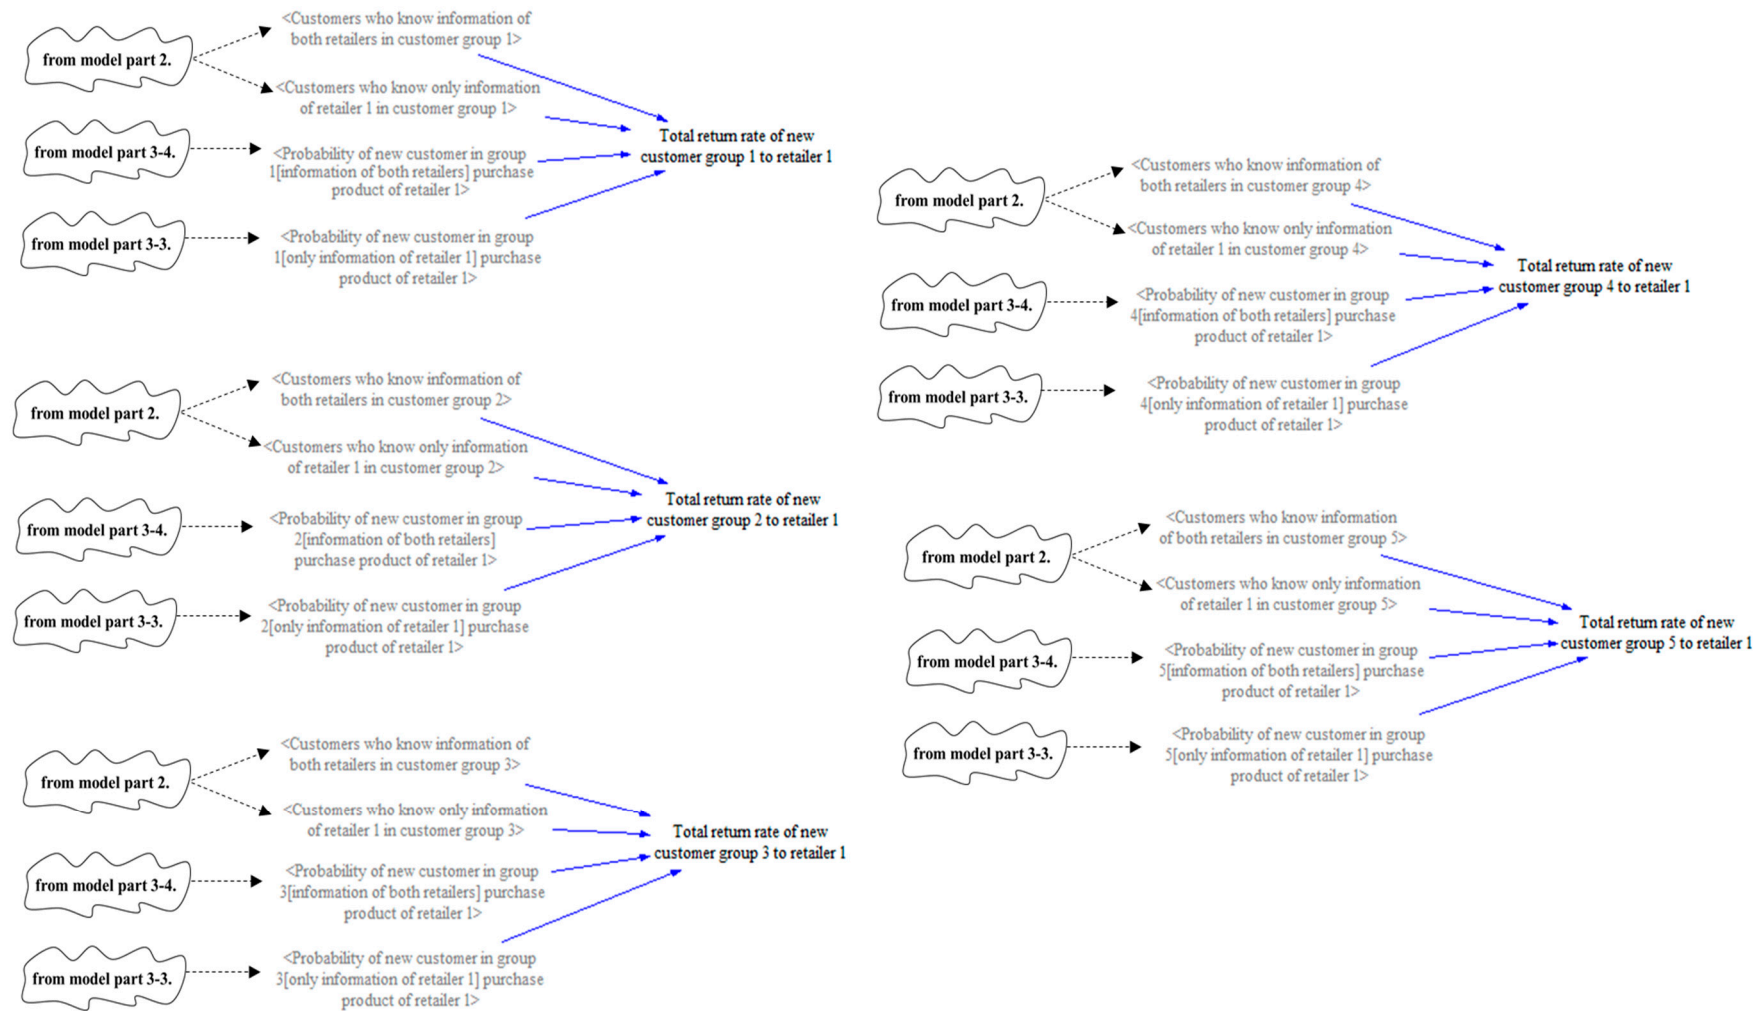 <Customers who know information of
both retailers in customer group 1>
from model part 2.
<Customers who know only information
of retailer 1 in customer group 1>
from model part 3-4.
<Probability of new customer in group
1[information of both retailers] purchase
product of retailer 1>
from model part 3-3.
<Probability of new customer in group
1[only information of retailer 1] purchase
product of retailer 1>
Total return rate of new
customer group 1 to retailer 1
<Customers who know information of
both retailers in customer group 2>
from model part 2.
<Customers who know only information
of retailer 1 in customer group 2>
from model part 3-4.
<Probability of new customer in group
2[information of both retailers]
purchase product of retailer 1>
from model part 3-3.
<Probability of new customer in group
2[only information of retailer 1] purchase
product of retailer 1>
Total return rate of new
customer group 2 to retailer 1
<Customers who know information of
both retailers in customer group 3>
from model part 2.
<Customers who know only information
of retailer 1 in customer group 3>
from model part 3-4.
<Probability of new customer in group
3[information of both retailers] purchase
product of retailer 1>
from model part 3-3.
<Probability of new customer in group
3[only information of retailer 1] purchase
product of retailer 1>
Total return rate of new
customer group 3 to retailer 1
<Customers who know information of
both retailers in customer group 4>
from model part 2.
<Customers who know only information
of retailer 1 in customer group 4>
from model part 3-4.
<Probability of new customer in group
4[information of both retailers] purchase
product of retailer 1>
from model part 3-3.
<Probability of new customer in group
4[only information of retailer 1] purchase
product of retailer 1>
Total return rate of new
customer group 4 to retailer 1
<Customers who know information
of both retailers in customer group 5>
from model part 2.
<Customers who know only information
of retailer 1 in customer group 5>
from model part 3-4.
<Probability of new customer in group
5[information of both retailers] purchase
product of retailer 1>
from model part 3-3.
<Probability of new customer in group
5[only information of retailer 1] purchase
product of retailer 1>
Total return rate of new
customer group 5 to retailer 1